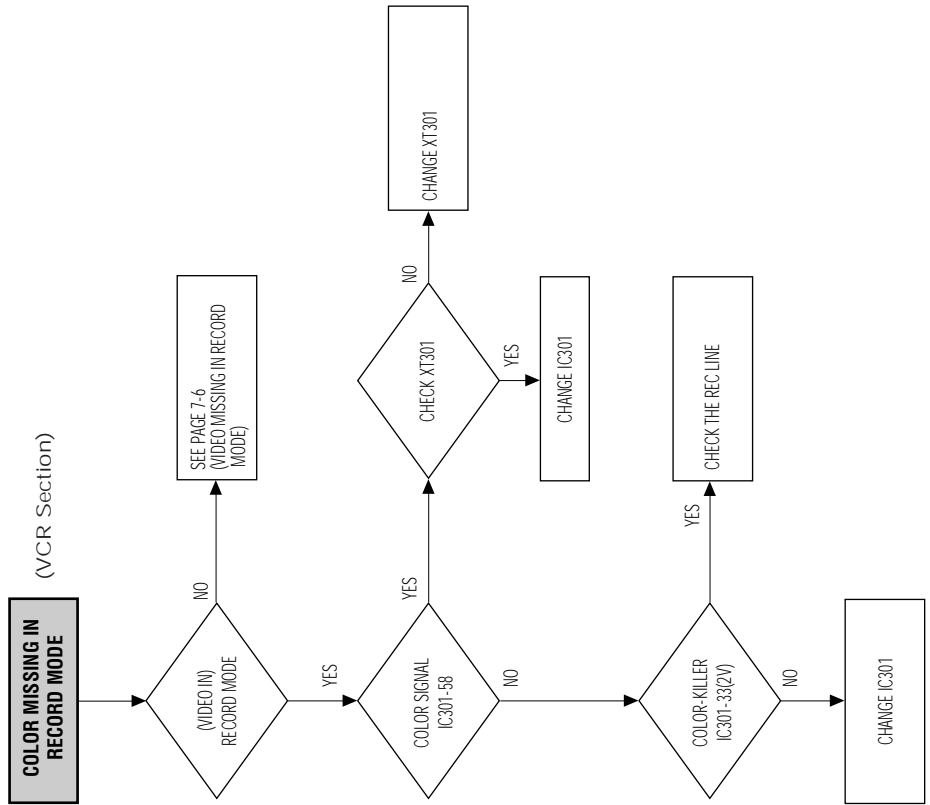 COLOR MISSING IN
RECORD MODE
(VCR Section)
(VIDEO IN)
RECORD MODE
NO
SEE PAGE 7-6
(VIDEO MISSING IN RECORD
MODE)
YES
COLOR SIGNAL
IC301-58
YES
CHECK XT301
NO
CHANGE XT301
YES
CHANGE IC301
NO
COLOR-KILLER
IC301-33(2V)
YES
CHECK THE REC LINE
NO
CHANGE IC301